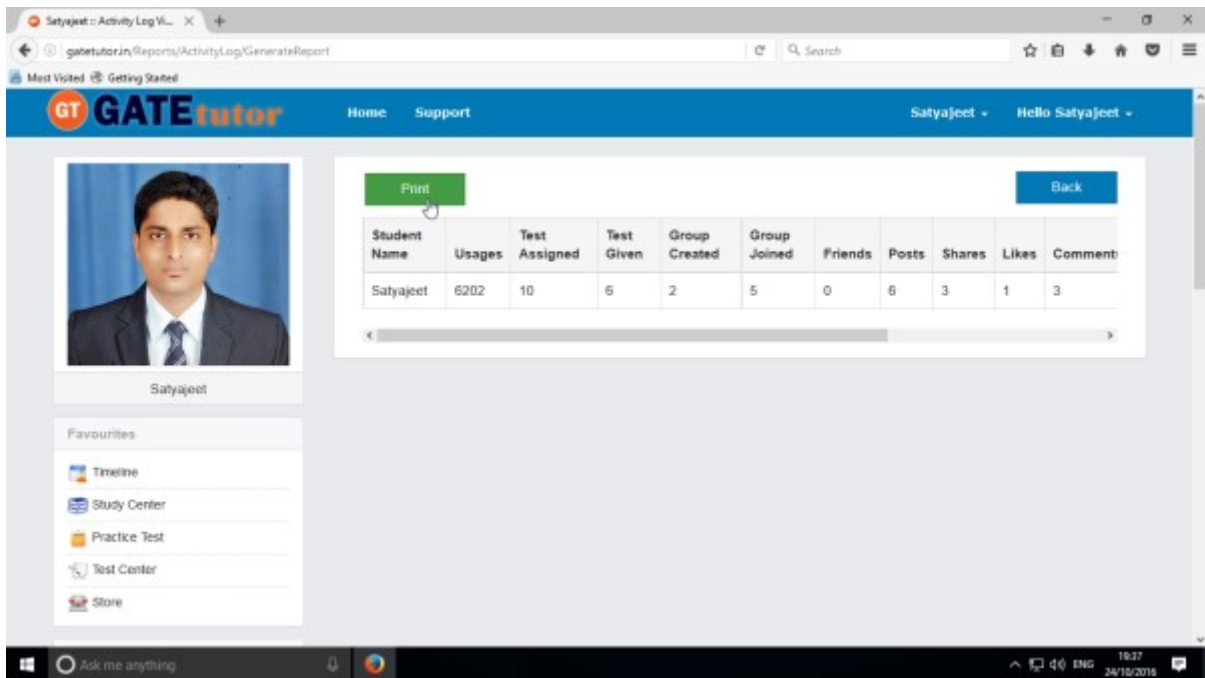 Satyajeet :: Activity Log Vi...
gatetutor.in/Reports/ActivityLog/GenerateReport
Search
Most Visited Getting Started
GT GATEtutor
Home Support Satyajeet Hello Satyajeet
Print Back
Student Name Usages Test Assigned Test Given Group Created Group Joined Friends Posts Shares Likes Comments
Satyajeet 6202 10 6 2 5 0 6 3 1 3
Satyajeet
Favourites
Timeline
Study Center
Practice Test
Test Center
Store
Ask me anything
ENG
19:37
24/10/2016